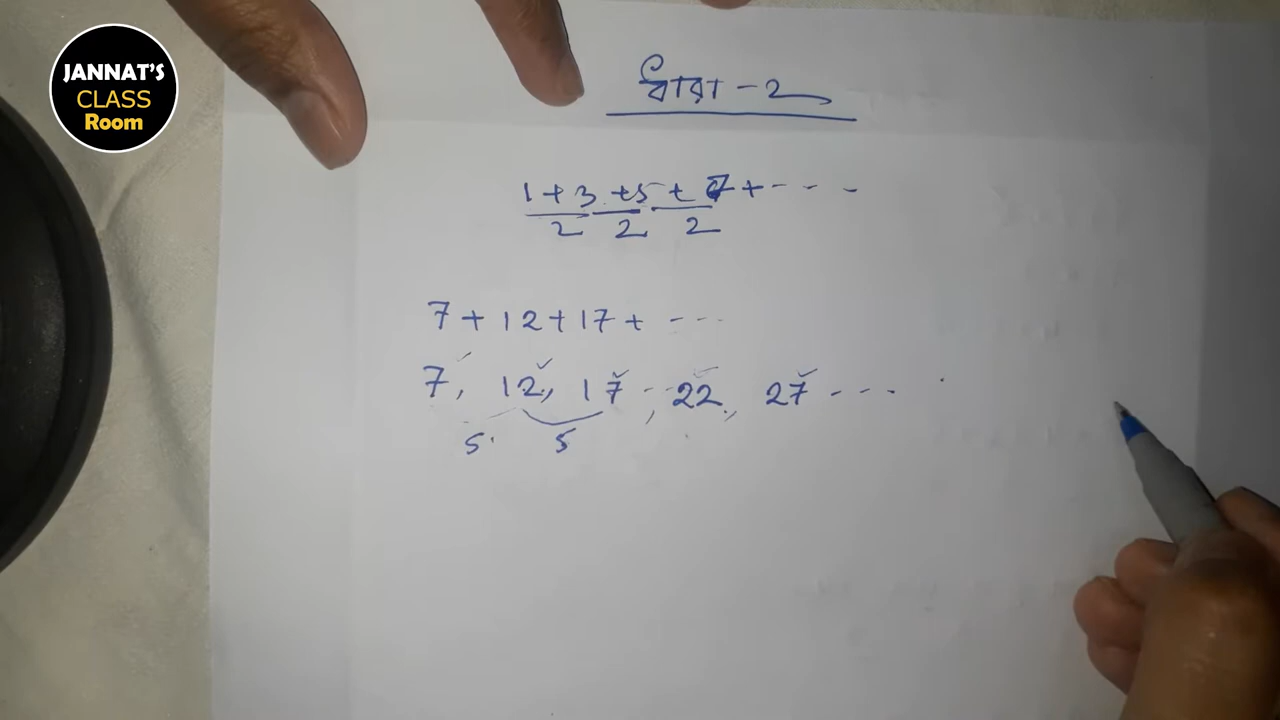 JANNAT'S
CLASS
Room
ধারা - 2
1 + 3 + 5 + 7 + - - -
2 2 2
7 + 12 + 17 + - - -
7, 12, 17 - -, 22, 27 - - -
5 5